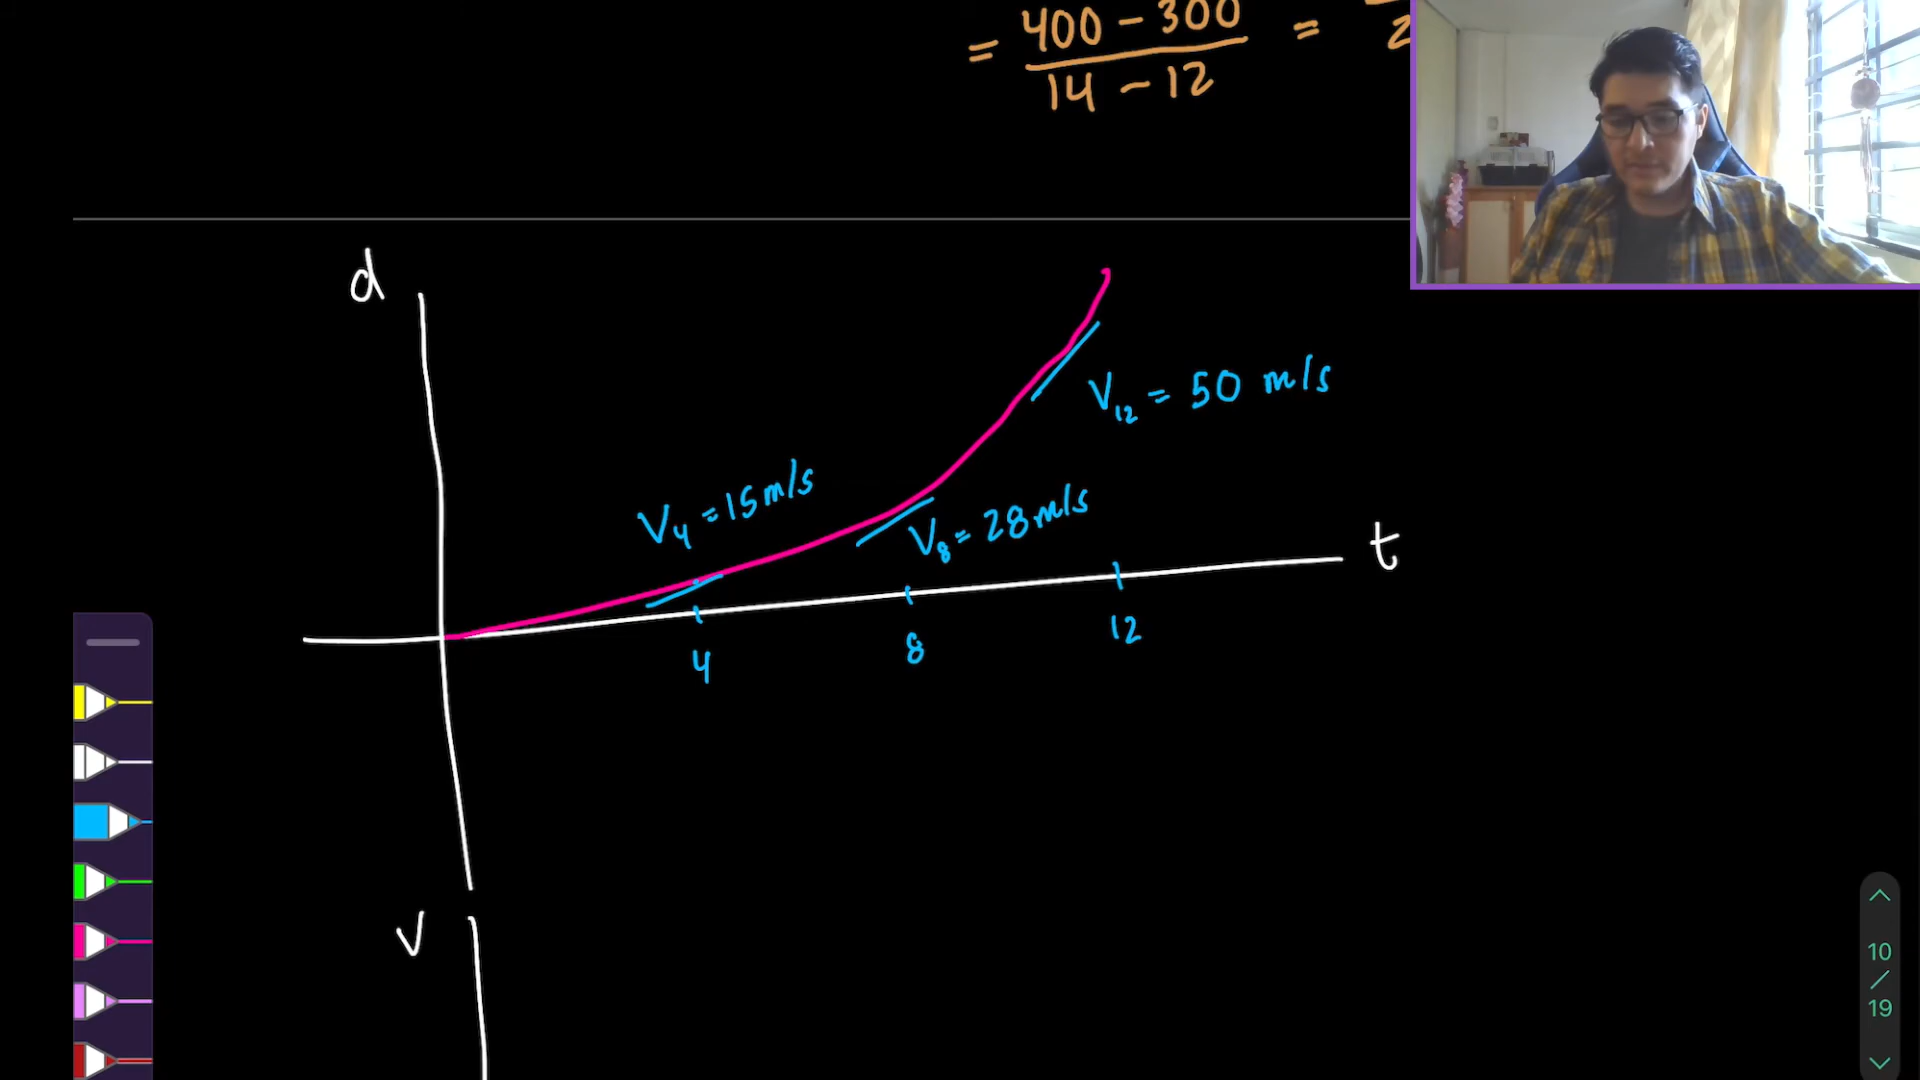 = 400 - 300 / 14 - 12 =
d
V₁₂ = 50 m/s
V₄ = 15 m/s
V₈ = 28 m/s
t
4 8 12
V
10
/
19